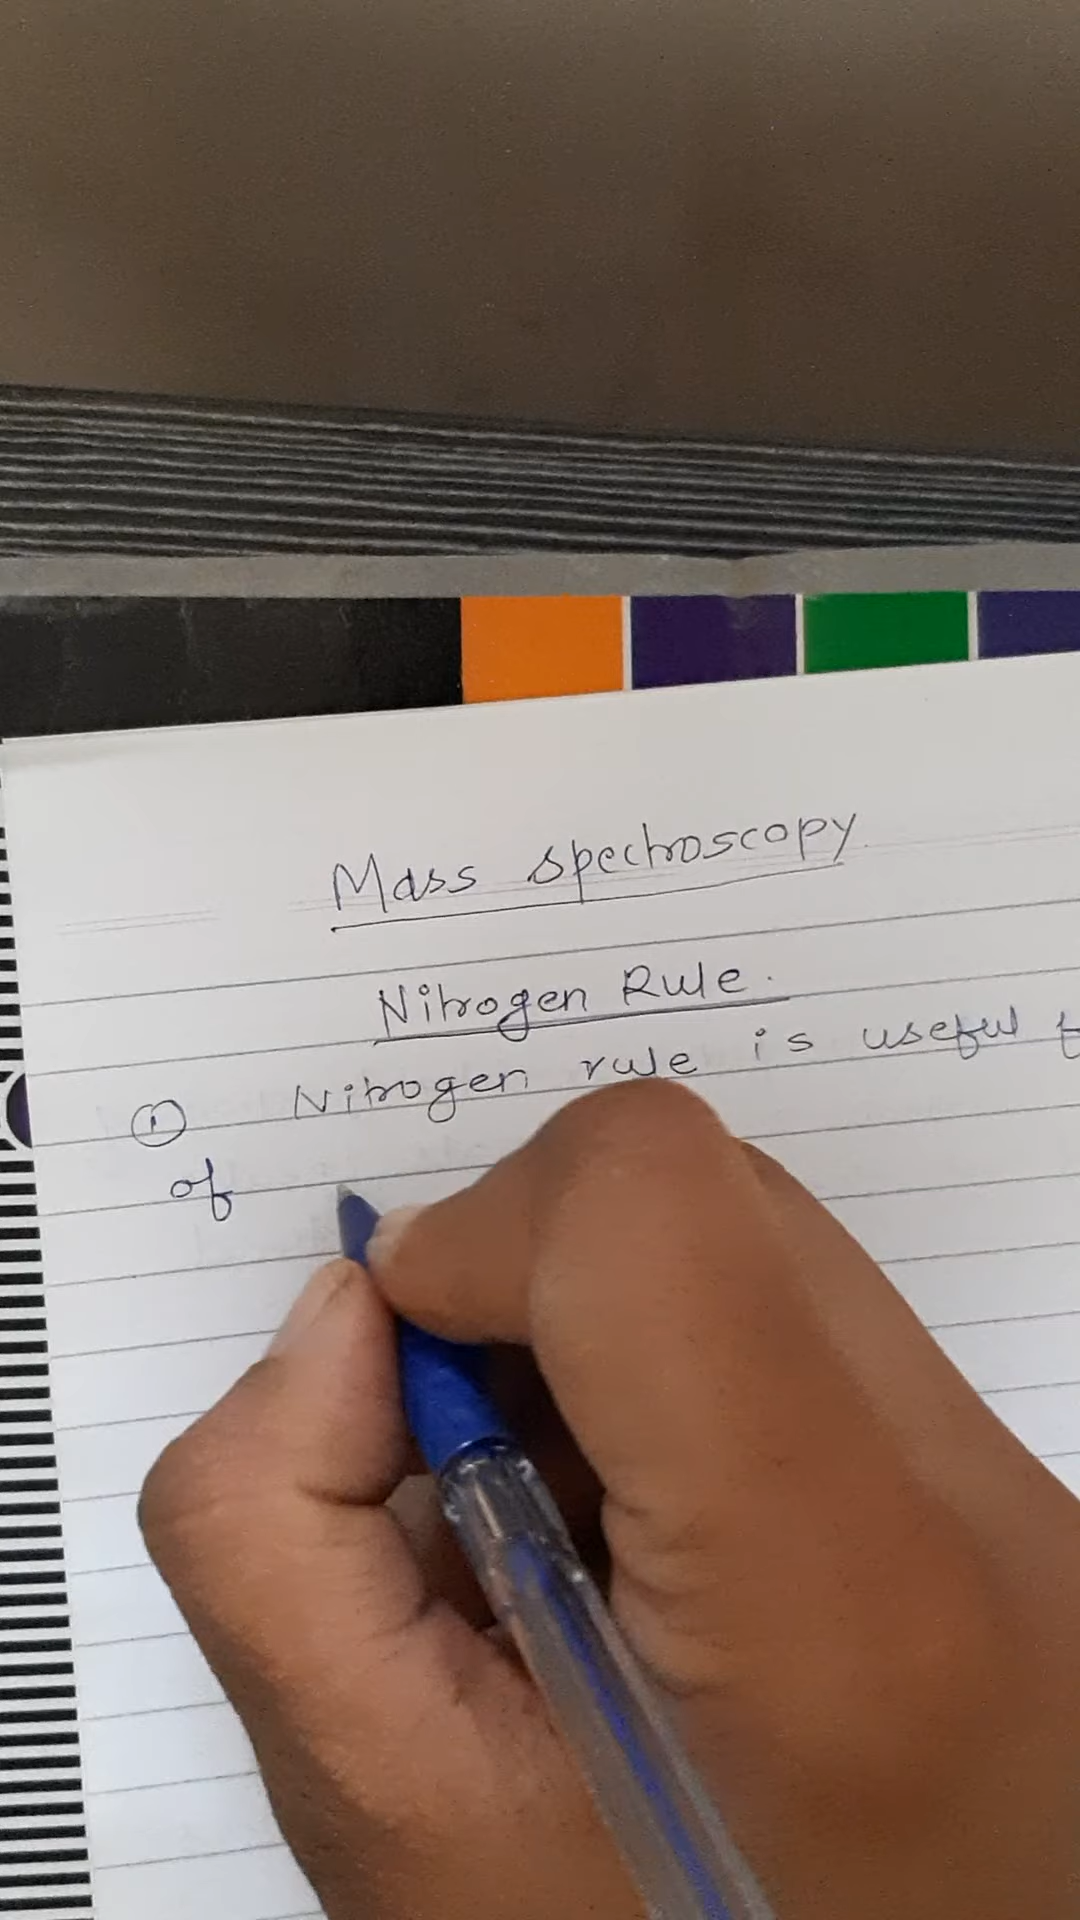 Mass spectroscopy
Nitrogen Rule.
① Nitrogen rule is useful
of